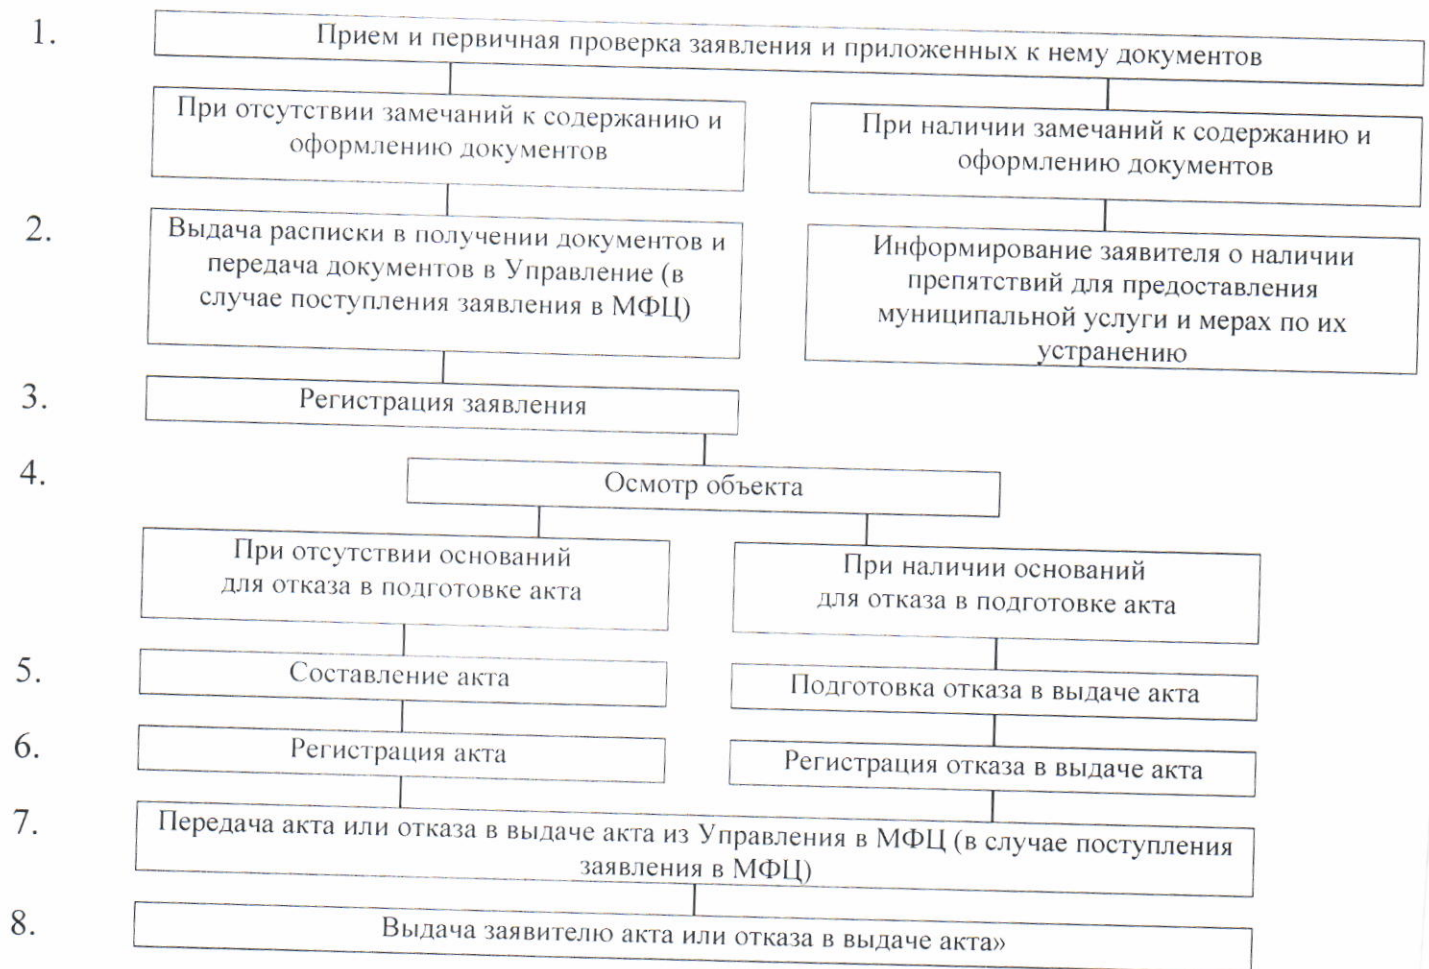 1.
Прием и первичная проверка заявления и приложенных к нему документов
При отсутствии замечаний к содержанию и
оформлению документов
При наличии замечаний к содержанию и
оформлению документов
2.
Выдача расписки в получении документов и
передача документов в Управление (в
случае поступления заявления в МФЦ)
Информирование заявителя о наличии
препятствий для предоставления
муниципальной услуги и мерах по их
устранению
3.
Регистрация заявления
4.
Осмотр объекта
При отсутствии оснований
для отказа в подготовке акта
При наличии оснований
для отказа в подготовке акта
5.
Составление акта
Подготовка отказа в выдаче акта
6.
Регистрация акта
Регистрация отказа в выдаче акта
7.
Передача акта или отказа в выдаче акта из Управления в МФЦ (в случае поступления
заявления в МФЦ)
8.
Выдача заявителю акта или отказа в выдаче акта»